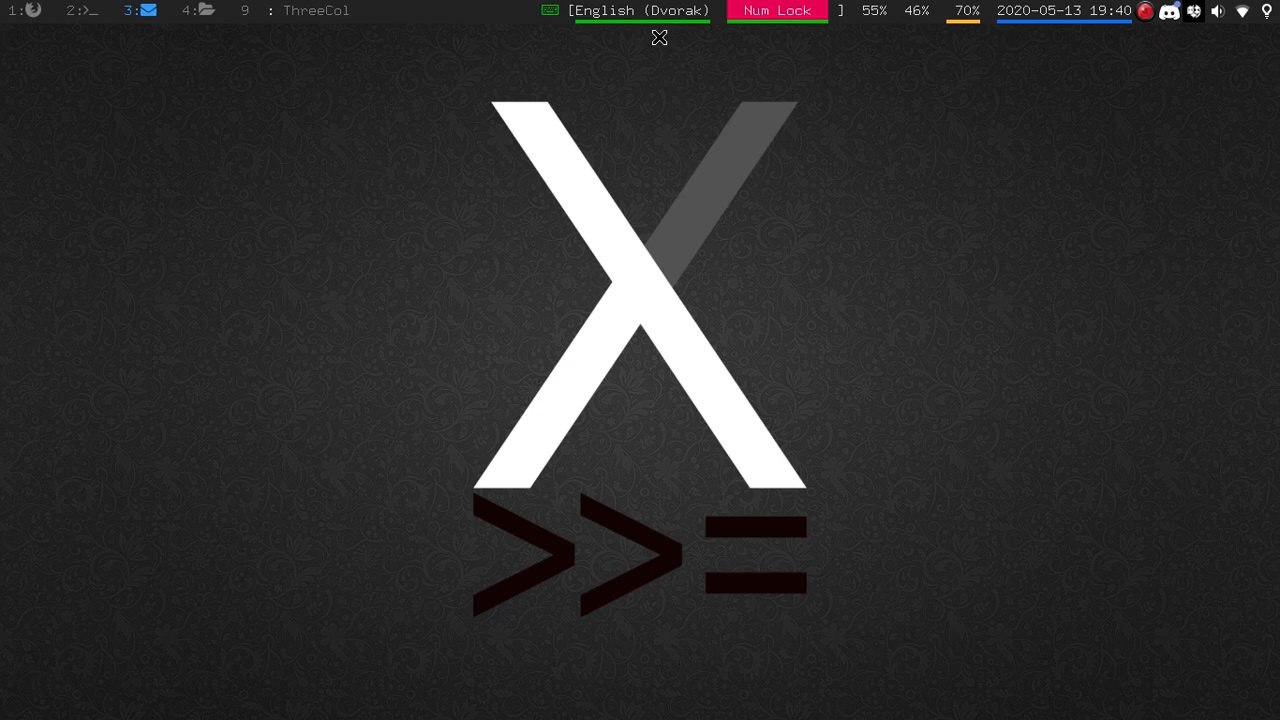 1: 2:>_ 3: 4: 9 : ThreeCol [English (Dvorak) Num Lock ] 55% 46% 70% 2020-05-13 19:40
X
>>=